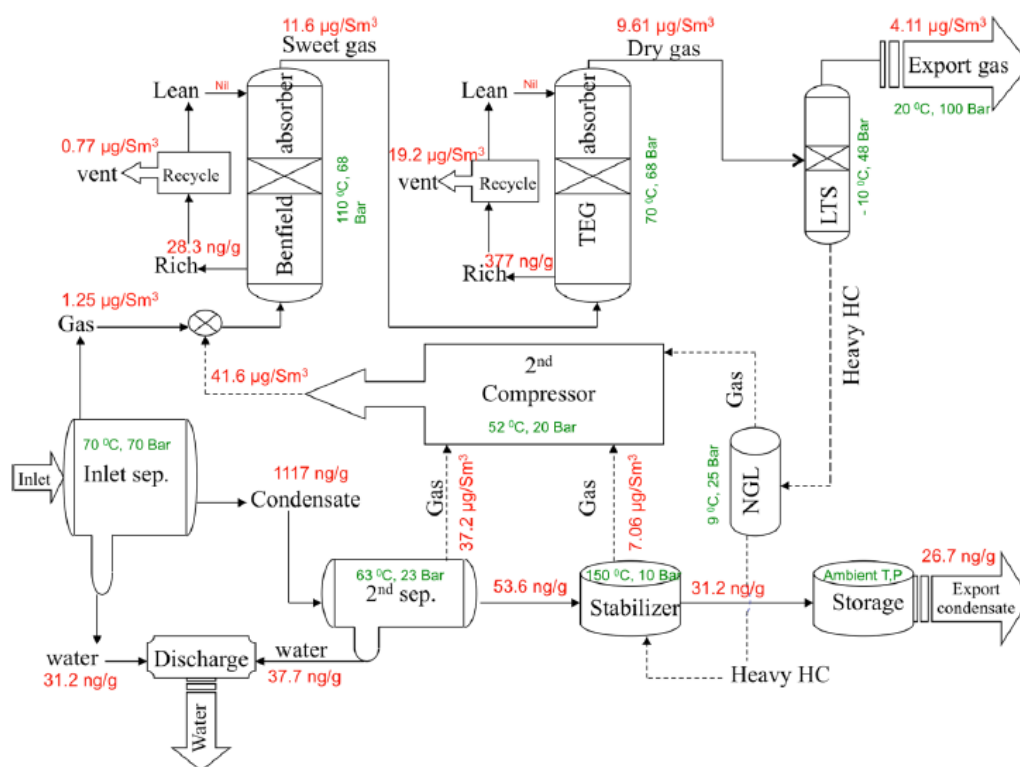 11.6 µg/Sm³
Sweet gas
9.61 µg/Sm³
Dry gas
4.11 µg/Sm³
Export gas
20 ⁰C, 100 Bar
Lean
Nil
0.77 µg/Sm³
vent
Recycle
28.3 ng/g
Rich
absorber
Benfield
110 ⁰C, 68
Bar
Lean
Nil
19.2 µg/Sm³
vent
Recycle
377 ng/g
Rich
absorber
TEG
70 ⁰C, 68 Bar
LTS
- 10 ⁰C, 48 Bar
Heavy HC
1.25 µg/Sm³
Gas
41.6 µg/Sm³
2nd
Compressor
52 ⁰C, 20 Bar
Gas
NGL
9 ⁰C, 25 Bar
Inlet
70 ⁰C, 70 Bar
Inlet sep.
1117 ng/g
Condensate
Gas
37.2 µg/Sm³
Gas
7.06 µg/Sm³
63 ⁰C, 23 Bar
2nd sep.
53.6 ng/g
150 ⁰C, 10 Bar
Stabilizer
31.2 ng/g
Ambient T,P
Storage
26.7 ng/g
Export
condensate
water
31.2 ng/g
Discharge
water
37.7 ng/g
Heavy HC
Water